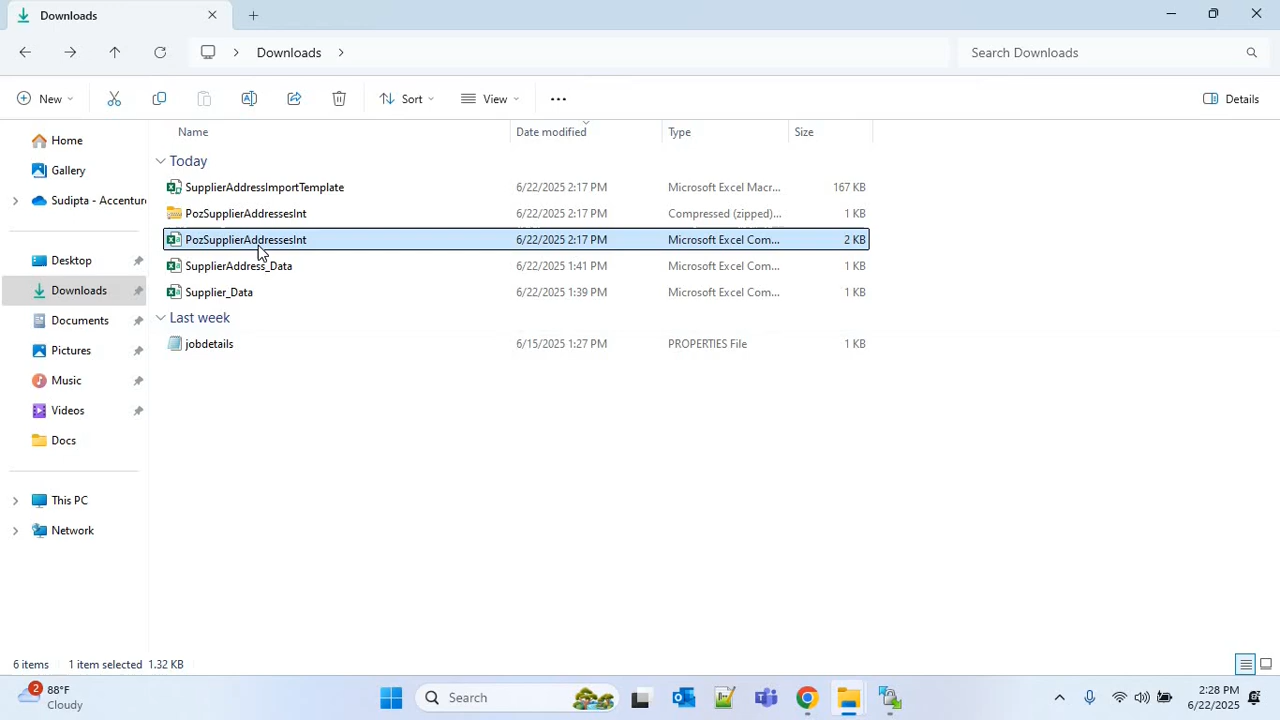 Downloads
Downloads
Search Downloads
New
Sort
View
Details
Name
Date modified
Type
Size
Home
Gallery
Sudipta - Accenture
Desktop
Downloads
Documents
Pictures
Music
Videos
Docs
This PC
Network
Today
SupplierAddressImportTemplate 6/22/2025 2:17 PM Microsoft Excel Macr... 167 KB
PozSupplierAddressesInt 6/22/2025 2:17 PM Compressed (zipped)... 1 KB
PozSupplierAddressesInt 6/22/2025 2:17 PM Microsoft Excel Com... 2 KB
SupplierAddress_Data 6/22/2025 1:41 PM Microsoft Excel Com... 1 KB
Supplier_Data 6/22/2025 1:39 PM Microsoft Excel Com... 1 KB
Last week
jobdetails 6/15/2025 1:27 PM PROPERTIES File 1 KB
6 items 1 item selected 1.32 KB
2
88°F
Cloudy
Search
2:28 PM
6/22/2025